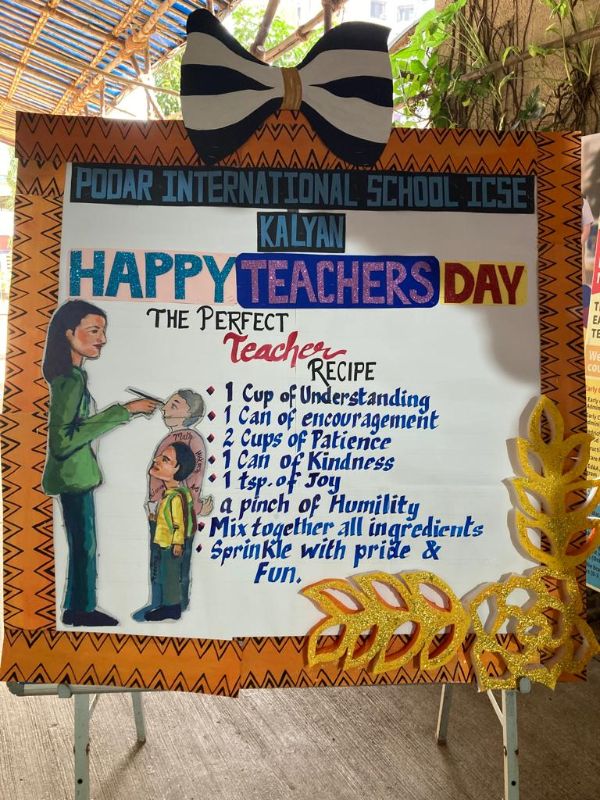 PODAR INTERNATIONAL SCHOOL ICSE
KALYAN
HAPPY TEACHERS DAY
THE PERFECT
Teacher
RECIPE
• 1 Cup of Understanding
• 1 Can of encouragement
• 2 Cups of Patience
• 1 Can of Kindness
• 1 tsp. of Joy
a pinch of Humility
• Mix together all ingredients
• Sprinkle with pride &
Fun.
Math